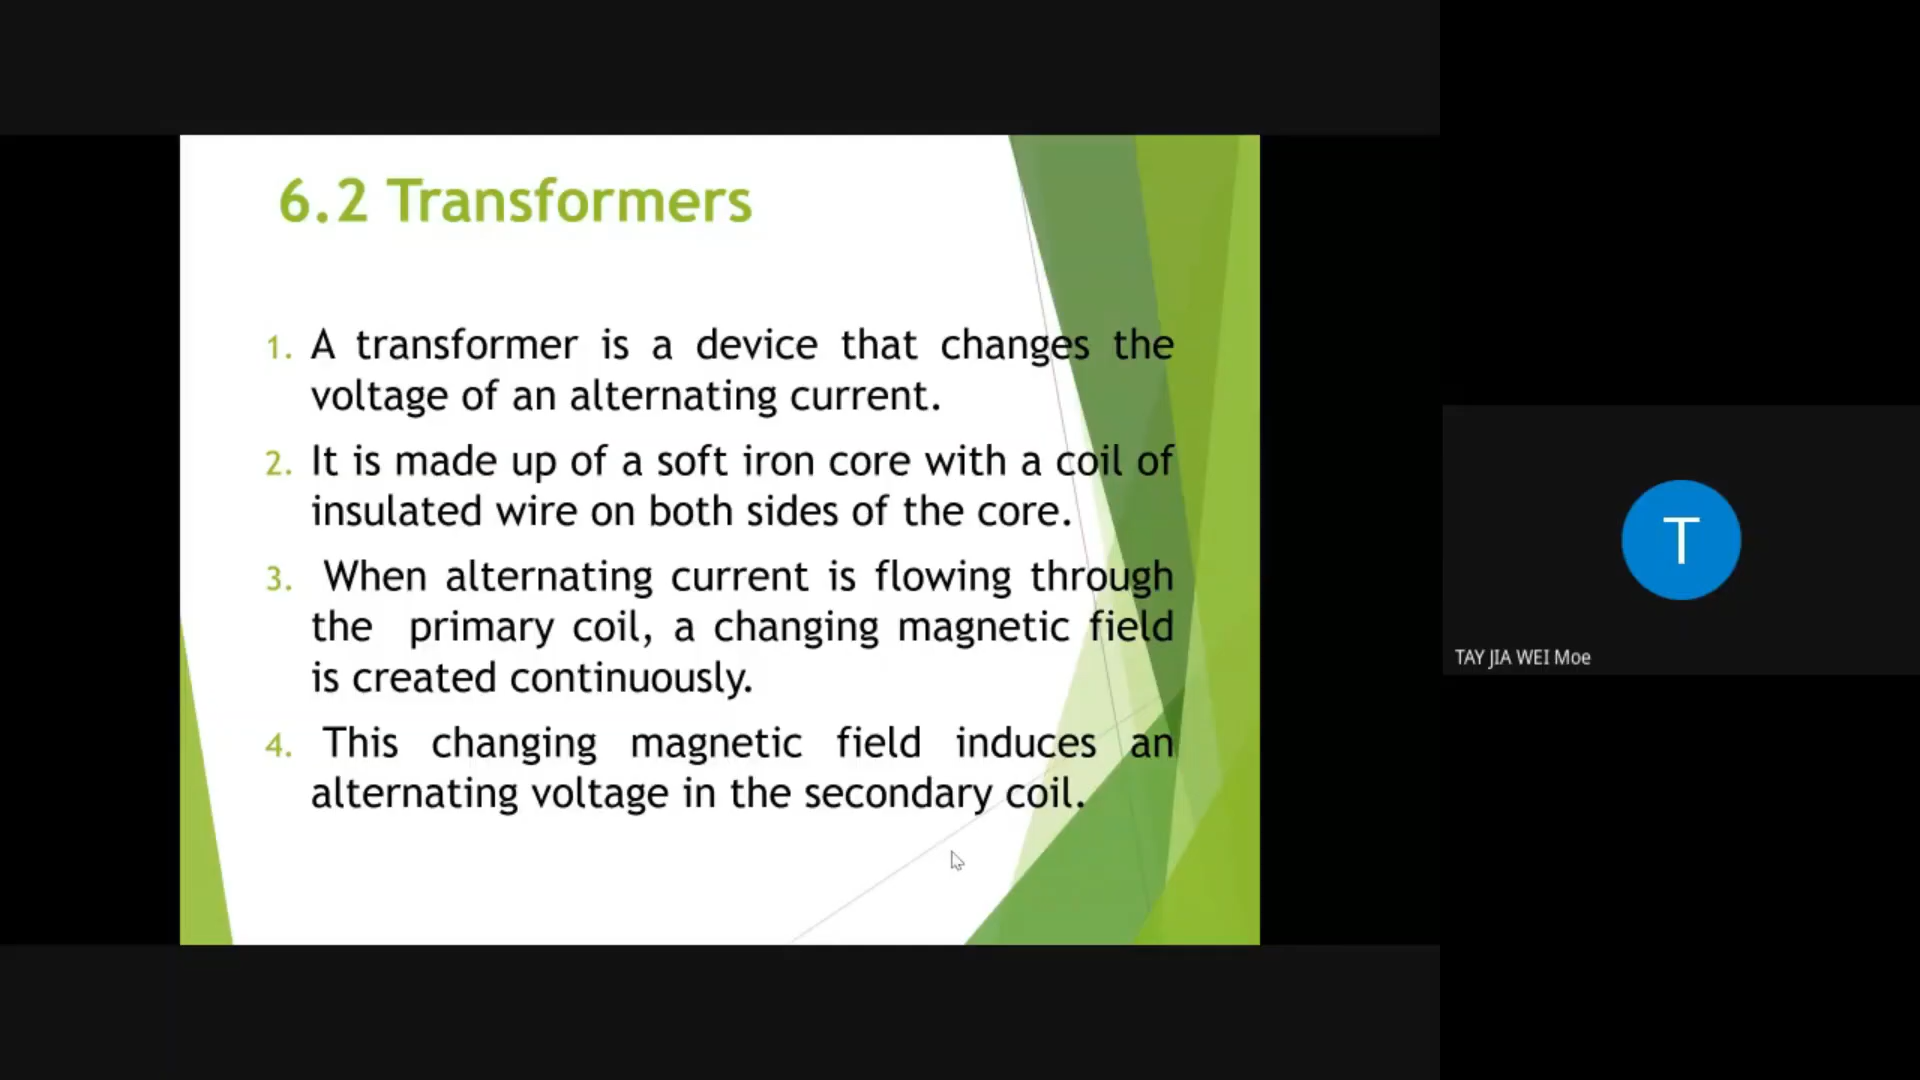 6.2 Transformers
1. A transformer is a device that changes the
voltage of an alternating current.
2. It is made up of a soft iron core with a coil of
insulated wire on both sides of the core.
3. When alternating current is flowing through
the primary coil, a changing magnetic field
is created continuously.
4. This changing magnetic field induces an
alternating voltage in the secondary coil.
T
TAY JIA WEI Moe